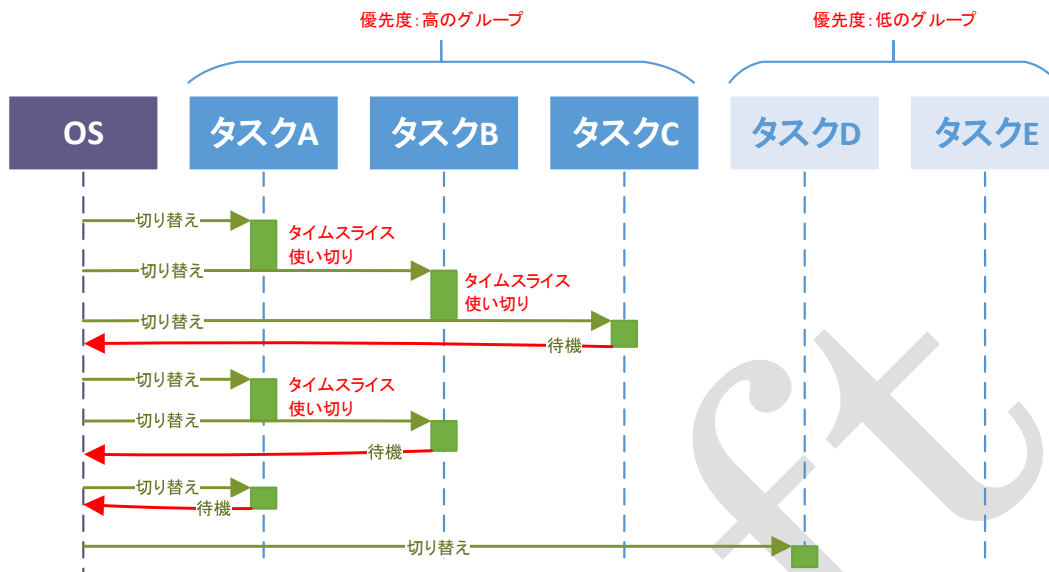 優先度:高のグループ
優先度:低のグループ
OS
タスクA
タスクB
タスクC
タスクD
タスクE
切り替え
タイムスライス
使い切り
切り替え
タイムスライス
使い切り
切り替え
待機
切り替え
タイムスライス
使い切り
切り替え
待機
切り替え
待機
切り替え
ft